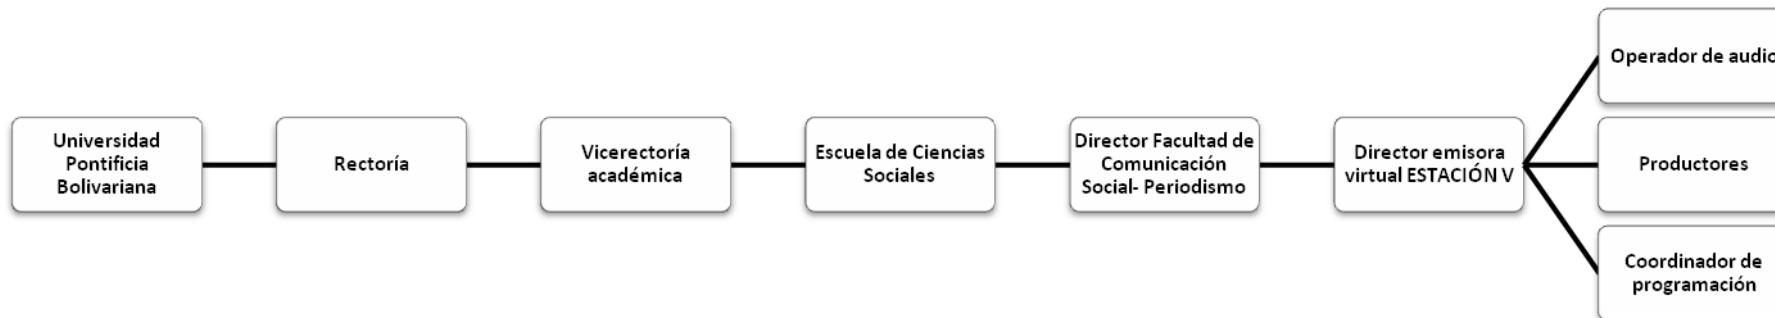 Universidad
Pontificia
Bolivariana
Rectoría
Vicerectoría
académica
Escuela de Ciencias
Sociales
Director Facultad de
Comunicación
Social- Periodismo
Director emisora
virtual ESTACIÓN V
Operador de audio
Productores
Coordinador de
programación